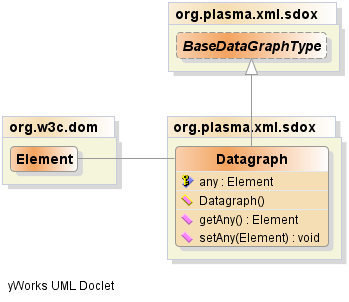 org.plasma.xml.sdox
BaseDataGraphType
org.w3c.dom
Element
org.plasma.xml.sdox
Datagraph
any : Element
Datagraph()
getAny() : Element
setAny(Element) : void
yWorks UML Doclet